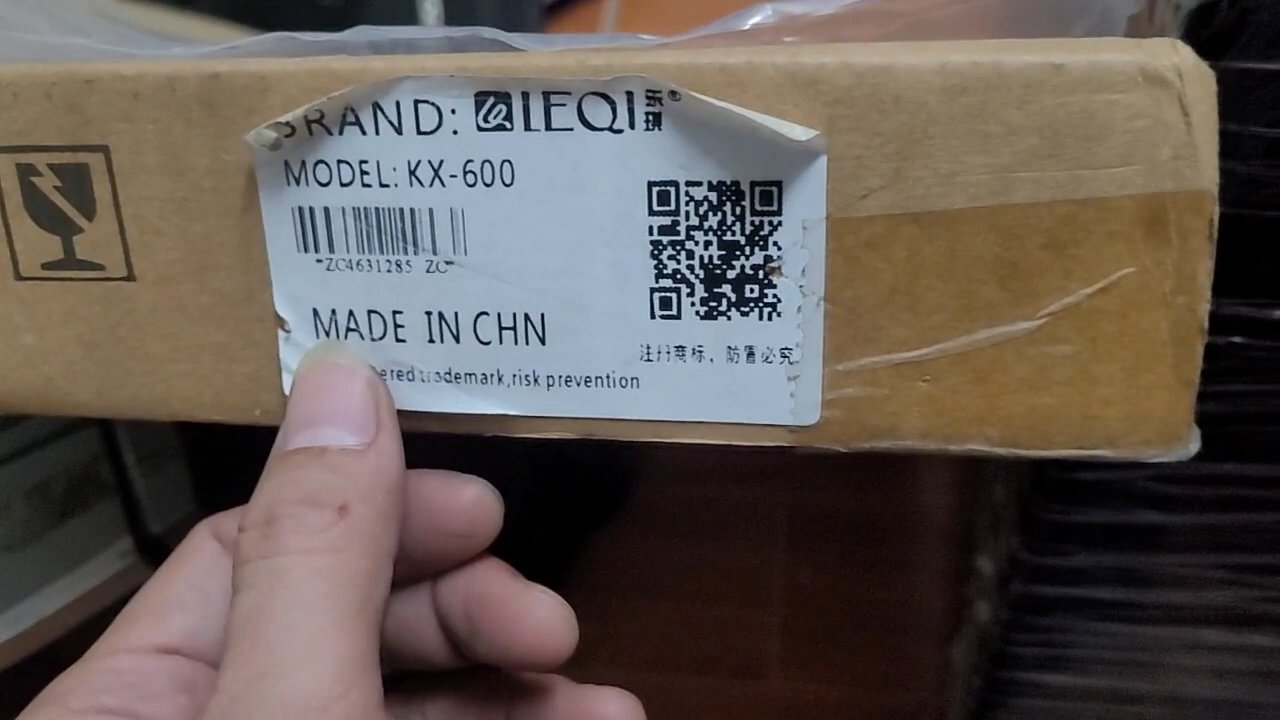 BRAND: LEQI 乐琪®
MODEL: KX-600
*ZC4631285 ZC*
MADE IN CHN
注册商标，防冒必究
ered trademark,risk prevention